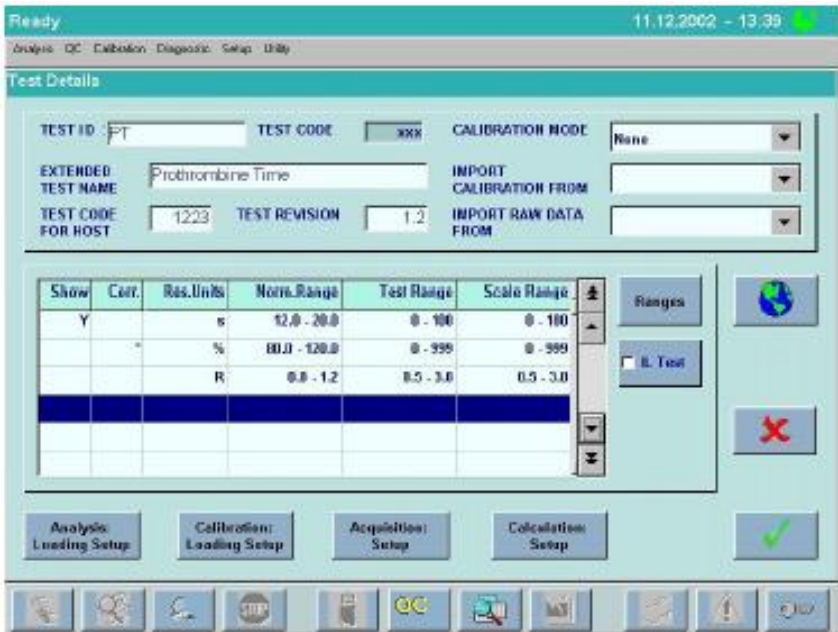 Ready 11.12.2002 - 13:39
Analysis QC Calibration Diagnostic Setup Utility
Test Details
TEST ID PT TEST CODE xxx CALIBRATION MODE None
EXTENDED TEST NAME Prothrombine Time IMPORT CALIBRATION FROM
TEST CODE FOR HOST 1223 TEST REVISION 1.2 IMPORT RAW DATA FROM
Show Corr. Res.Units Norm.Range Test Range Scale Range
Y s 12.0 - 20.0 0 - 100 0 - 100
* % 80.0 - 120.0 0 - 999 0 - 999
R 0.8 - 1.2 0.5 - 3.0 0.5 - 3.0
Ranges
IL Test
Analysis: Loading Setup
Calibration: Loading Setup
Acquisition: Setup
Calculation: Setup
STOP
QC